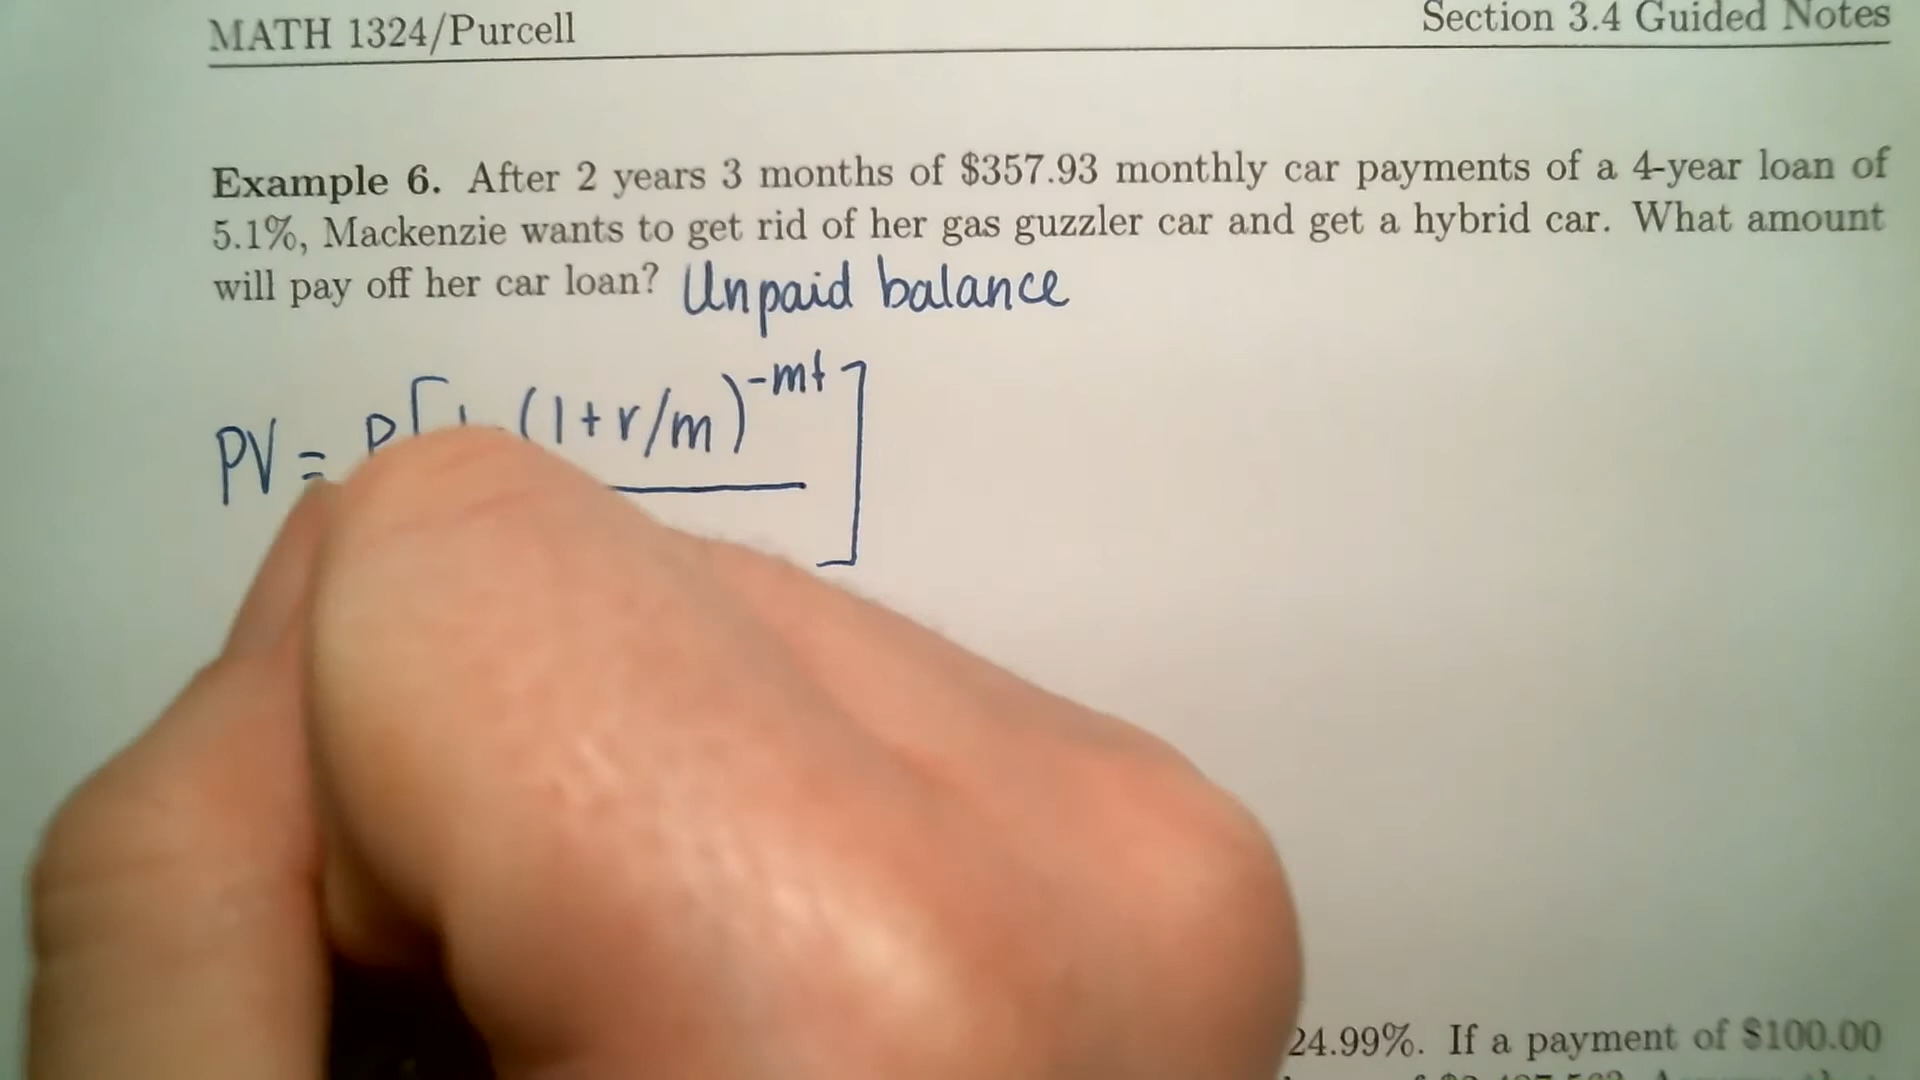 MATH 1324/Purcell Section 3.4 Guided Notes
Example 6. After 2 years 3 months of $357.93 monthly car payments of a 4-year loan of
5.1%, Mackenzie wants to get rid of her gas guzzler car and get a hybrid car. What amount
will pay off her car loan? Unpaid balance
PV = P[1-(1+r/m)^-mt]
24.99%. If a payment of $100.00